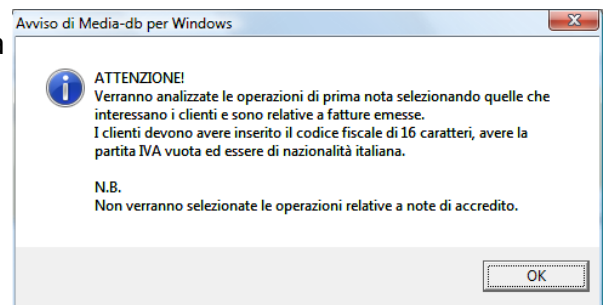 Avviso di Media-db per Windows
ATTENZIONE!
Verranno analizzate le operazioni di prima nota selezionando quelle che
interessano i clienti e sono relative a fatture emesse.
I clienti devono avere inserito il codice fiscale di 16 caratteri, avere la
partita IVA vuota ed essere di nazionalità italiana.
N.B.
Non verranno selezionate le operazioni relative a note di accredito.
OK